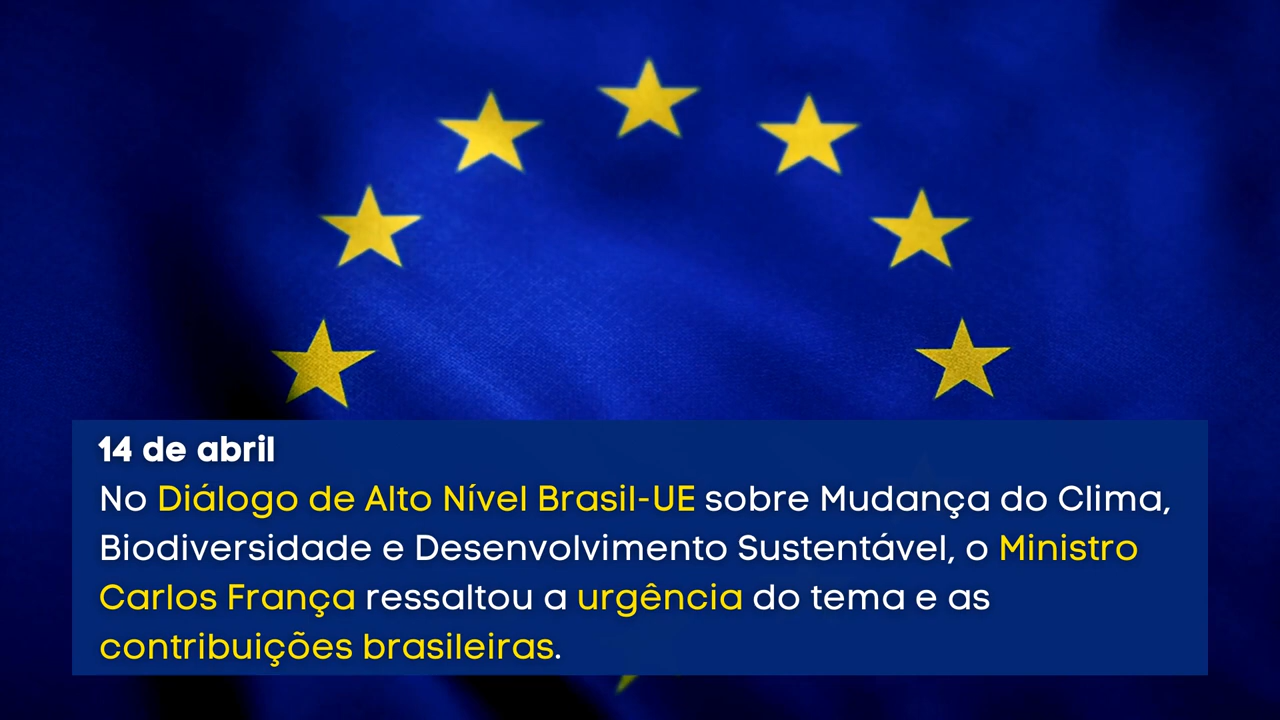 14 de abril
No Diálogo de Alto Nível Brasil-UE sobre Mudança do Clima,
Biodiversidade e Desenvolvimento Sustentável, o Ministro
Carlos França ressaltou a urgência do tema e as
contribuições brasileiras.